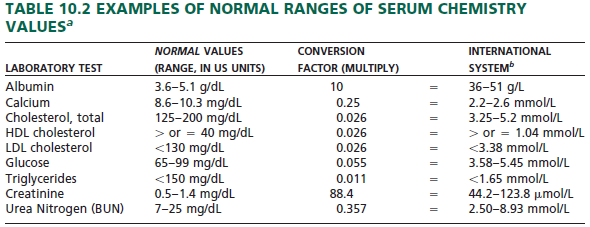 TABLE 10.2 EXAMPLES OF NORMAL RANGES OF SERUM CHEMISTRY
VALUESa
NORMAL VALUES CONVERSION INTERNATIONAL
LABORATORY TEST (RANGE, IN US UNITS) FACTOR (MULTIPLY) SYSTEMb
Albumin 3.6–5.1 g/dL 10 = 36–51 g/L
Calcium 8.6–10.3 mg/dL 0.25 = 2.2–2.6 mmol/L
Cholesterol, total 125–200 mg/dL 0.026 = 3.25–5.2 mmol/L
HDL cholesterol > or = 40 mg/dL 0.026 = > or = 1.04 mmol/L
LDL cholesterol <130 mg/dL 0.026 = <3.38 mmol/L
Glucose 65–99 mg/dL 0.055 = 3.58–5.45 mmol/L
Triglycerides <150 mg/dL 0.011 = <1.65 mmol/L
Creatinine 0.5–1.4 mg/dL 88.4 = 44.2–123.8 μmol/L
Urea Nitrogen (BUN) 7–25 mg/dL 0.357 = 2.50–8.93 mmol/L